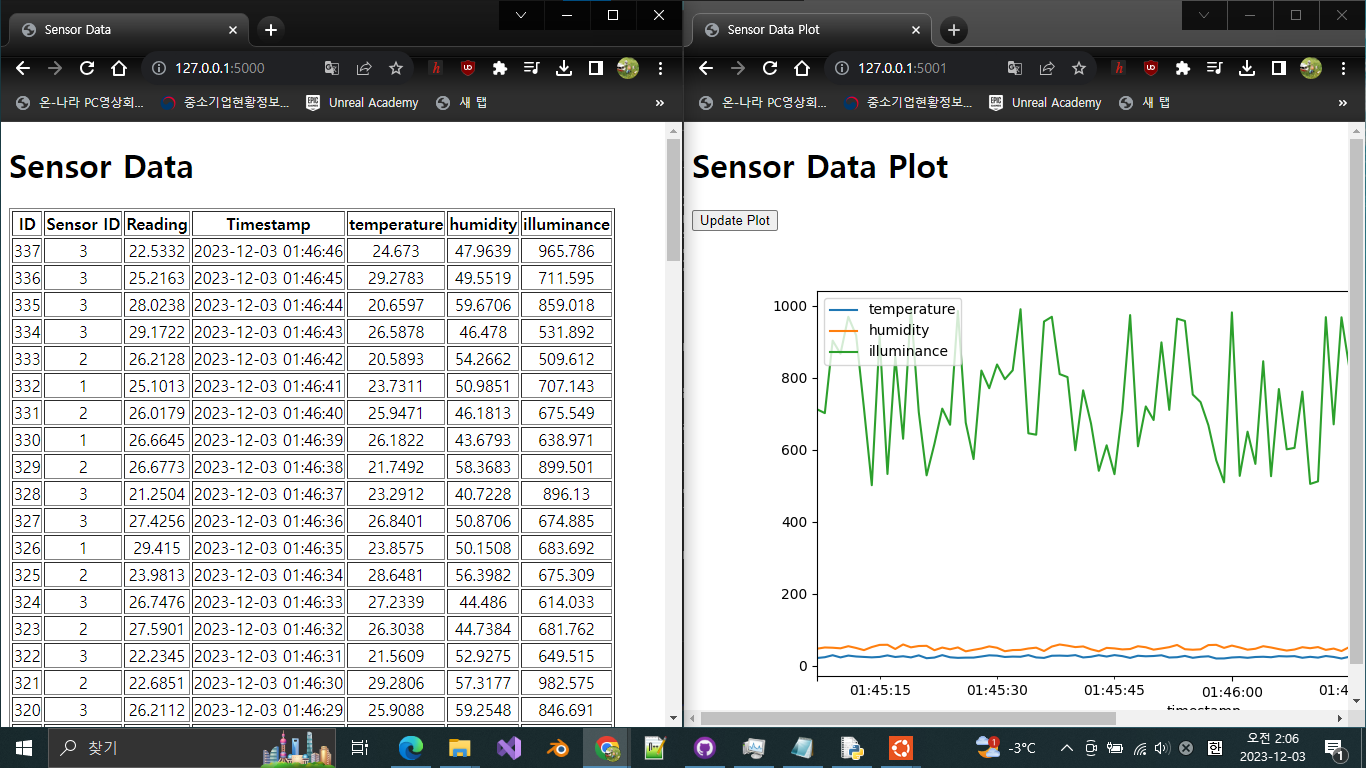 Sensor Data
127.0.0.1:5000
온-나라 PC영상회...
중소기업현황정보...
Unreal Academy
새 탭
»
Sensor Data
ID Sensor ID Reading Timestamp temperature humidity illuminance
337 3 22.5332 2023-12-03 01:46:46 24.673 47.9639 965.786
336 3 25.2163 2023-12-03 01:46:45 29.2783 49.5519 711.595
335 3 28.0238 2023-12-03 01:46:44 20.6597 59.6706 859.018
334 3 29.1722 2023-12-03 01:46:43 26.5878 46.478 531.892
333 2 26.2128 2023-12-03 01:46:42 20.5893 54.2662 509.612
332 1 25.1013 2023-12-03 01:46:41 23.7311 50.9851 707.143
331 2 26.0179 2023-12-03 01:46:40 25.9471 46.1813 675.549
330 1 26.6645 2023-12-03 01:46:39 26.1822 43.6793 638.971
329 2 26.6773 2023-12-03 01:46:38 21.7492 58.3683 899.501
328 3 21.2504 2023-12-03 01:46:37 23.2912 40.7228 896.13
327 3 27.4256 2023-12-03 01:46:36 26.8401 50.8706 674.885
326 1 29.415 2023-12-03 01:46:35 23.8575 50.1508 683.692
325 2 23.9813 2023-12-03 01:46:34 28.6481 56.3982 675.309
324 3 26.7476 2023-12-03 01:46:33 27.2339 44.486 614.033
323 2 27.5901 2023-12-03 01:46:32 26.3038 44.7384 681.762
322 3 22.2345 2023-12-03 01:46:31 21.5609 52.9275 649.515
321 2 22.6851 2023-12-03 01:46:30 29.2806 57.3177 982.575
320 3 26.2112 2023-12-03 01:46:29 25.9088 59.2548 846.691
Sensor Data Plot
127.0.0.1:5001
온-나라 PC영상회...
중소기업현황정보...
Unreal Academy
새 탭
»
Sensor Data Plot
Update Plot
temperature
humidity
illuminance
1000
800
600
400
200
0
01:45:15 01:45:30 01:45:45 01:46:00 01:4
timestamp
찾기
-3°C
한
오전 2:06
2023-12-03
1